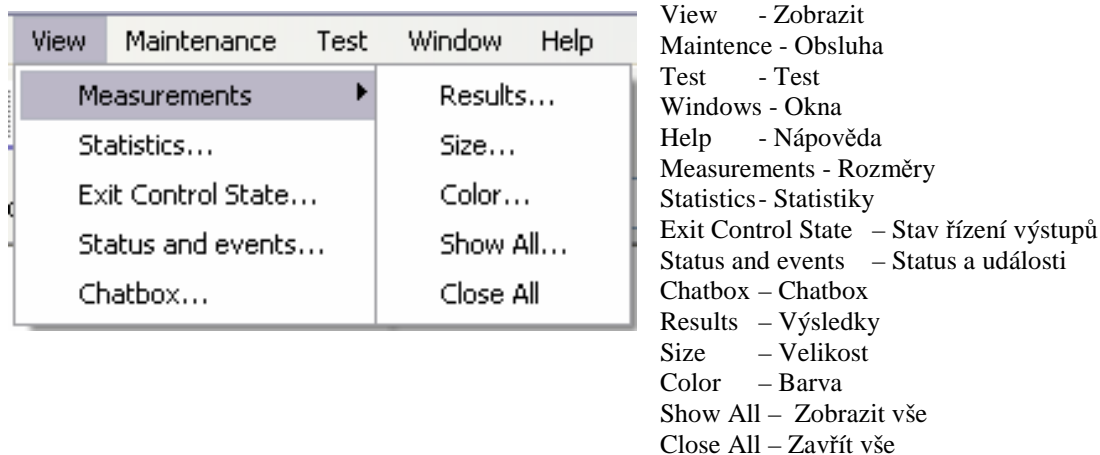 View Maintenance Test Window Help
Measurements
Statistics...
Exit Control State...
Status and events...
Chatbox...
Results...
Size...
Color...
Show All...
Close All
View - Zobrazit
Maintence - Obsluha
Test - Test
Windows - Okna
Help - Nápověda
Measurements - Rozměry
Statistics - Statistiky
Exit Control State – Stav řízení výstupů
Status and events – Status a události
Chatbox – Chatbox
Results – Výsledky
Size – Velikost
Color – Barva
Show All – Zobrazit vše
Close All – Zavřít vše